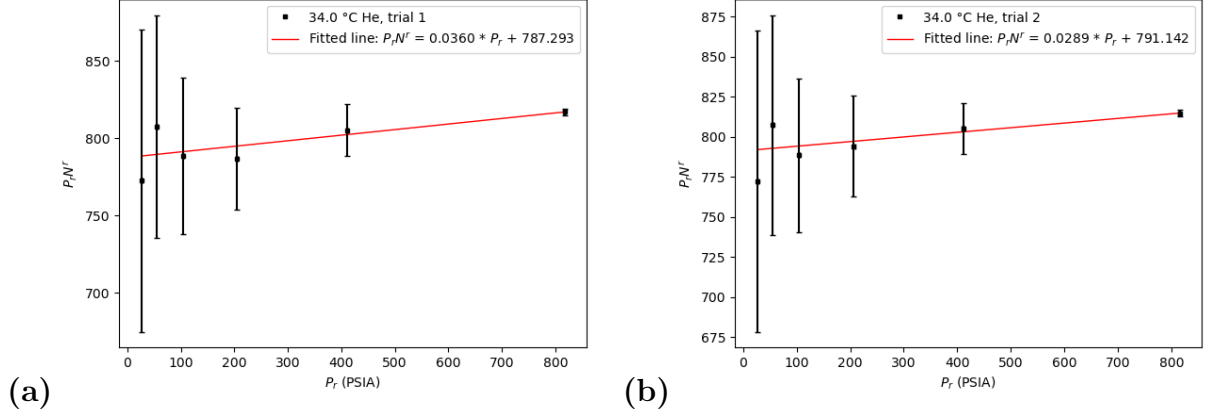 34.0 °C He, trial 1
Fitted line: PᵣNʳ = 0.0360 * Pᵣ + 787.293
850
800
750
700
PᵣNʳ
0 100 200 300 400 500 600 700 800
Pᵣ (PSIA)
(a)
34.0 °C He, trial 2
Fitted line: PᵣNʳ = 0.0289 * Pᵣ + 791.142
875
850
825
800
775
750
725
700
675
PᵣNʳ
0 100 200 300 400 500 600 700 800
Pᵣ (PSIA)
(b)